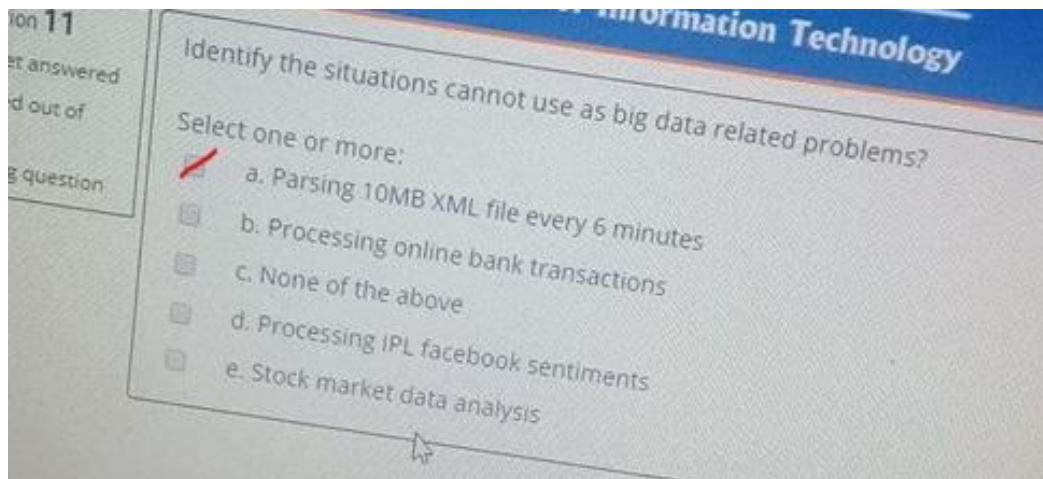 Information Technology
ion 11
et answered
d out of
g question
Identify the situations cannot use as big data related problems?
Select one or more:
a. Parsing 10MB XML file every 6 minutes
b. Processing online bank transactions
c. None of the above
d. Processing IPL facebook sentiments
e. Stock market data analysis